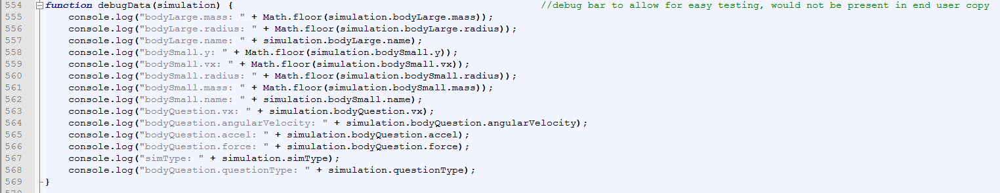 554 function debugData(simulation) { //debug bar to allow for easy testing, would not be present in end user copy
555 console.log("bodyLarge.mass: " + Math.floor(simulation.bodyLarge.mass));
556 console.log("bodyLarge.radius: " + Math.floor(simulation.bodyLarge.radius));
557 console.log("bodyLarge.name: " + simulation.bodyLarge.name);
558 console.log("bodySmall.y: " + Math.floor(simulation.bodySmall.y));
559 console.log("bodySmall.vx: " + Math.floor(simulation.bodySmall.vx));
560 console.log("bodySmall.radius: " + Math.floor(simulation.bodySmall.radius));
561 console.log("bodySmall.mass: " + Math.floor(simulation.bodySmall.mass));
562 console.log("bodySmall.name: " + simulation.bodySmall.name);
563 console.log("bodyQuestion.vx: " + simulation.bodyQuestion.vx);
564 console.log("bodyQuestion.angularVelocity: " + simulation.bodyQuestion.angularVelocity);
565 console.log("bodyQuestion.accel: " + simulation.bodyQuestion.accel);
566 console.log("bodyQuestion.force: " + simulation.bodyQuestion.force);
567 console.log("simType: " + simulation.simType);
568 console.log("bodyQuestion.questionType: " + simulation.questionType);
569 }